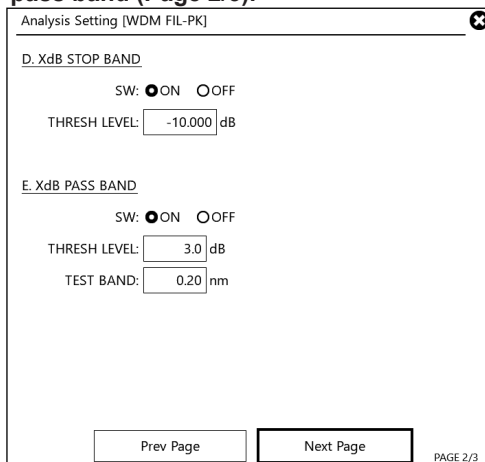 pass band (Page 2/3).
Analysis Setting [WDM FIL-PK]
D. XdB STOP BAND
SW: ON OFF
THRESH LEVEL: -10.000 dB
E. XdB PASS BAND
SW: ON OFF
THRESH LEVEL: 3.0 dB
TEST BAND: 0.20 nm
Prev Page Next Page PAGE 2/3